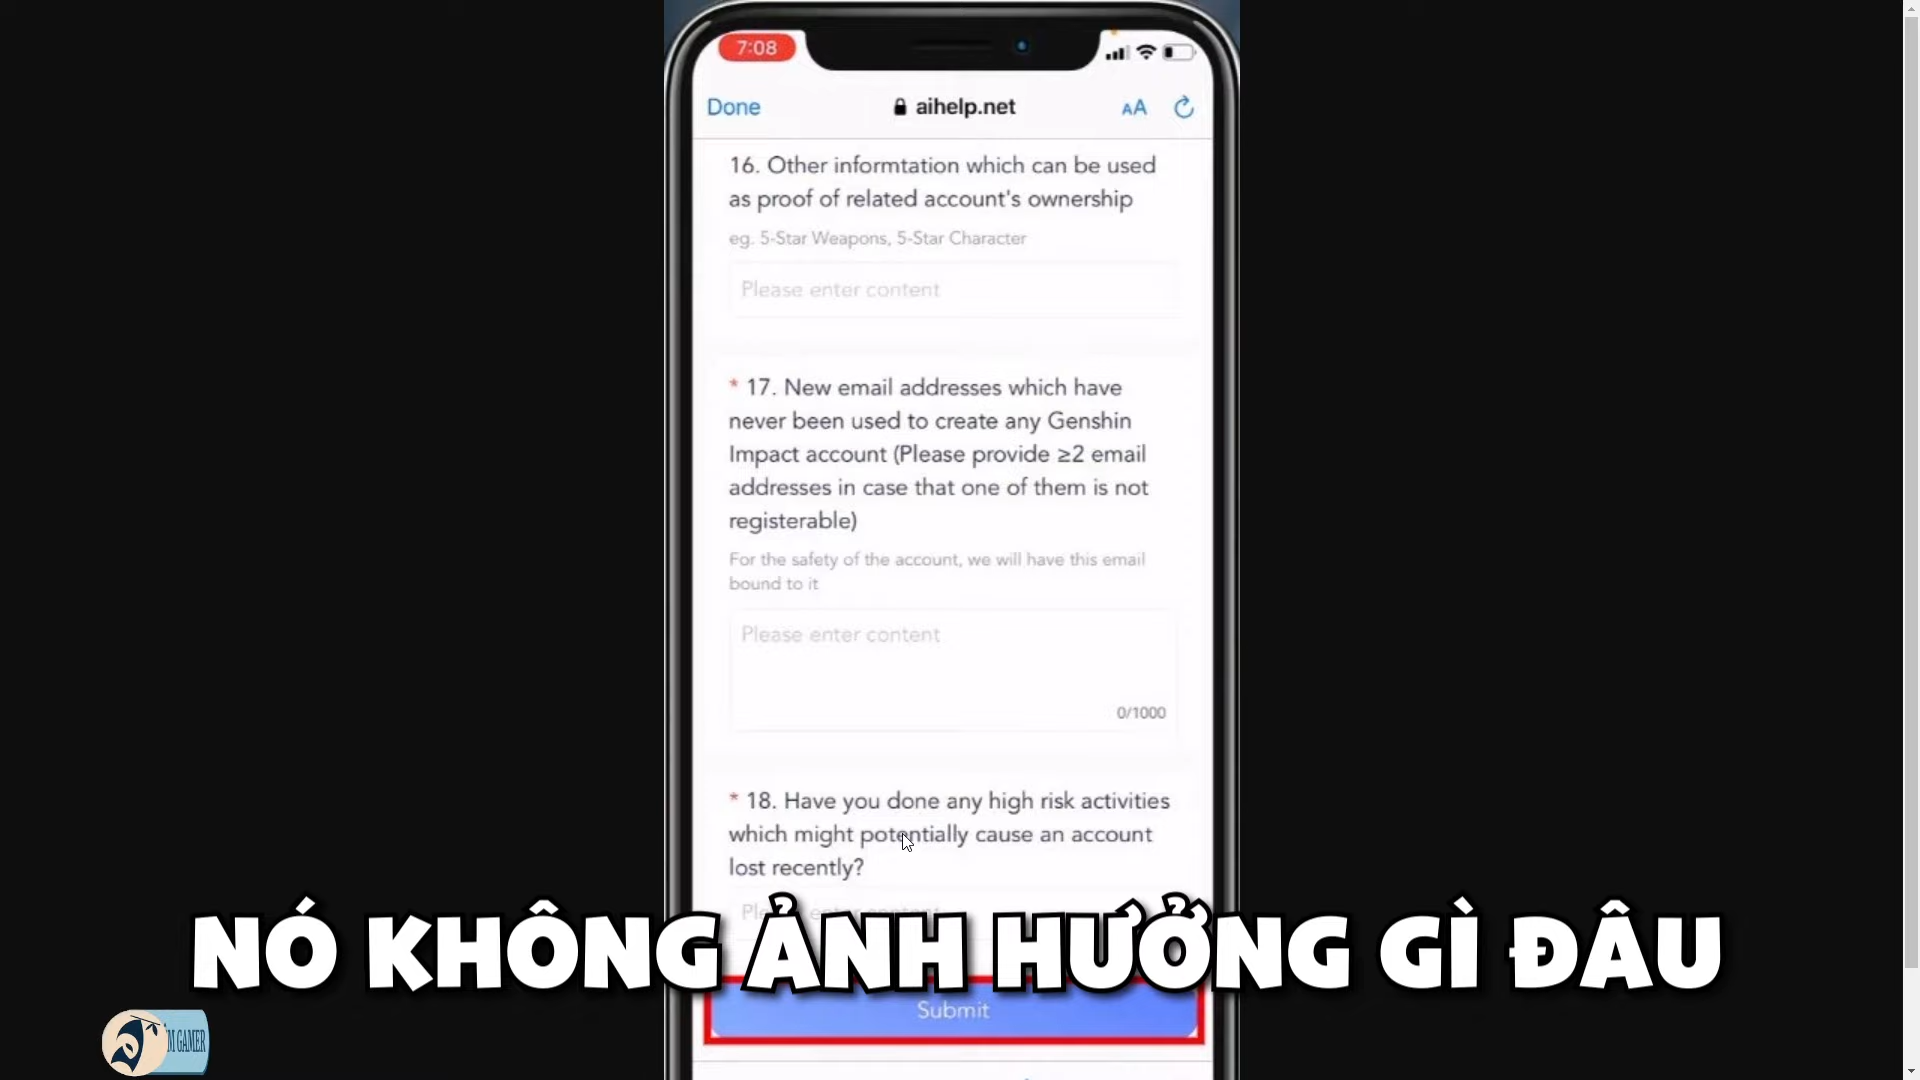 7:08
Done
aihelp.net
AA
16. Other informtation which can be used
as proof of related account's ownership
eg. 5-Star Weapons, 5-Star Character
Please enter content
* 17. New email addresses which have
never been used to create any Genshin
Impact account (Please provide ≥2 email
addresses in case that one of them is not
registerable)
For the safety of the account, we will have this email
bound to it
Please enter content
0/1000
* 18. Have you done any high risk activities
which might potentially cause an account
lost recently?
NÓ KHÔNG ẢNH HƯỞNG GÌ ĐÂU
Submit
GAMER